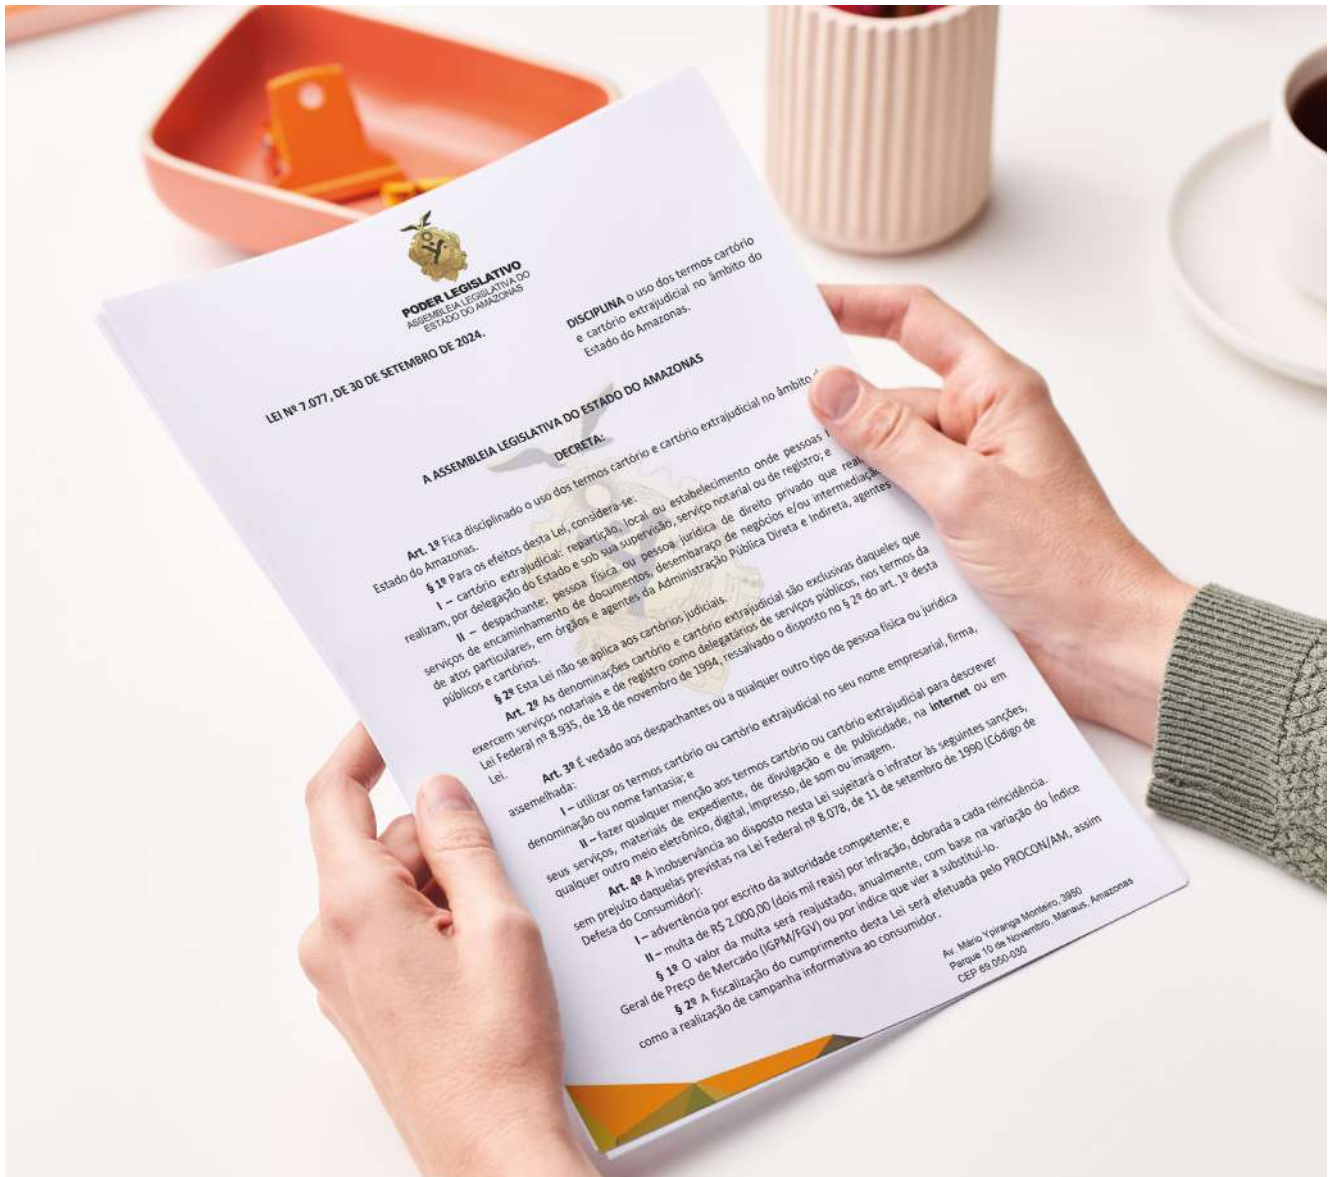 PODER LEGISLATIVO
ASSEMBLEIA LEGISLATIVA DO
ESTADO DO AMAZONAS
LEI Nº 7.077, DE 30 DE SETEMBRO DE 2024.
DISCIPLINA o uso dos termos cartório
e cartório extrajudicial no âmbito do
Estado do Amazonas.
A ASSEMBLEIA LEGISLATIVA DO ESTADO DO AMAZONAS
DECRETA:
Art. 1º Fica disciplinado o uso dos termos cartório e cartório extrajudicial no âmbito
Estado do Amazonas.
§ 1º Para os efeitos desta Lei, considera-se:
I – cartório extrajudicial: repartição, local ou estabelecimento onde pessoas
realizam, por delegação do Estado e sob sua supervisão, serviço notarial ou de registro; e
II – despachante: pessoa física ou pessoa jurídica de direito privado que
serviços de encaminhamento de documentos, desembaraço de negócios e/ou
de atos particulares, em órgãos e agentes da Administração Pública Direta e Indireta, agentes
públicos e cartórios.
§ 2º Esta Lei não se aplica aos cartórios judiciais.
Art. 2º As denominações cartório e cartório extrajudicial são exclusivas daqueles que
exercem serviços notariais e de registro como delegatários de serviços públicos, nos termos da
Lei Federal nº 8.935, de 18 de novembro de 1994, ressalvado o disposto no § 2º do art. 1º desta
Lei.
Art. 3º É vedado aos despachantes ou a qualquer outro tipo de pessoa física ou jurídica
assemelhada:
I – utilizar os termos cartório ou cartório extrajudicial no seu nome empresarial, firma,
denominação ou nome fantasia; e
II – fazer qualquer menção aos termos cartório ou cartório extrajudicial para descrever
seus serviços, materiais de expediente, de divulgação e de publicidade, na internet ou em
qualquer outro meio eletrônico, digital, impresso, de som ou imagem.
Art. 4º A inobservância ao disposto nesta Lei sujeitará o infrator às seguintes sanções,
sem prejuízo daquelas previstas na Lei Federal nº 8.078, de 11 de setembro de 1990 (Código de
Defesa do Consumidor):
I – advertência por escrito da autoridade competente; e
II – multa de R$ 2.000,00 (dois mil reais) por infração, dobrada a cada reincidência.
§ 1º O valor da multa será reajustado, anualmente, com base na variação do Índice
Geral de Preço de Mercado (IGPM/FGV) ou por índice que vier a substituí-lo.
§ 2º A fiscalização do cumprimento desta Lei será efetuada pelo PROCON/AM, assim
como a realização de campanha informativa ao consumidor.
Av. Mário Ypiranga Monteiro, 3950
Parque 10 de Novembro, Manaus, Amazonas
CEP 69.050-030